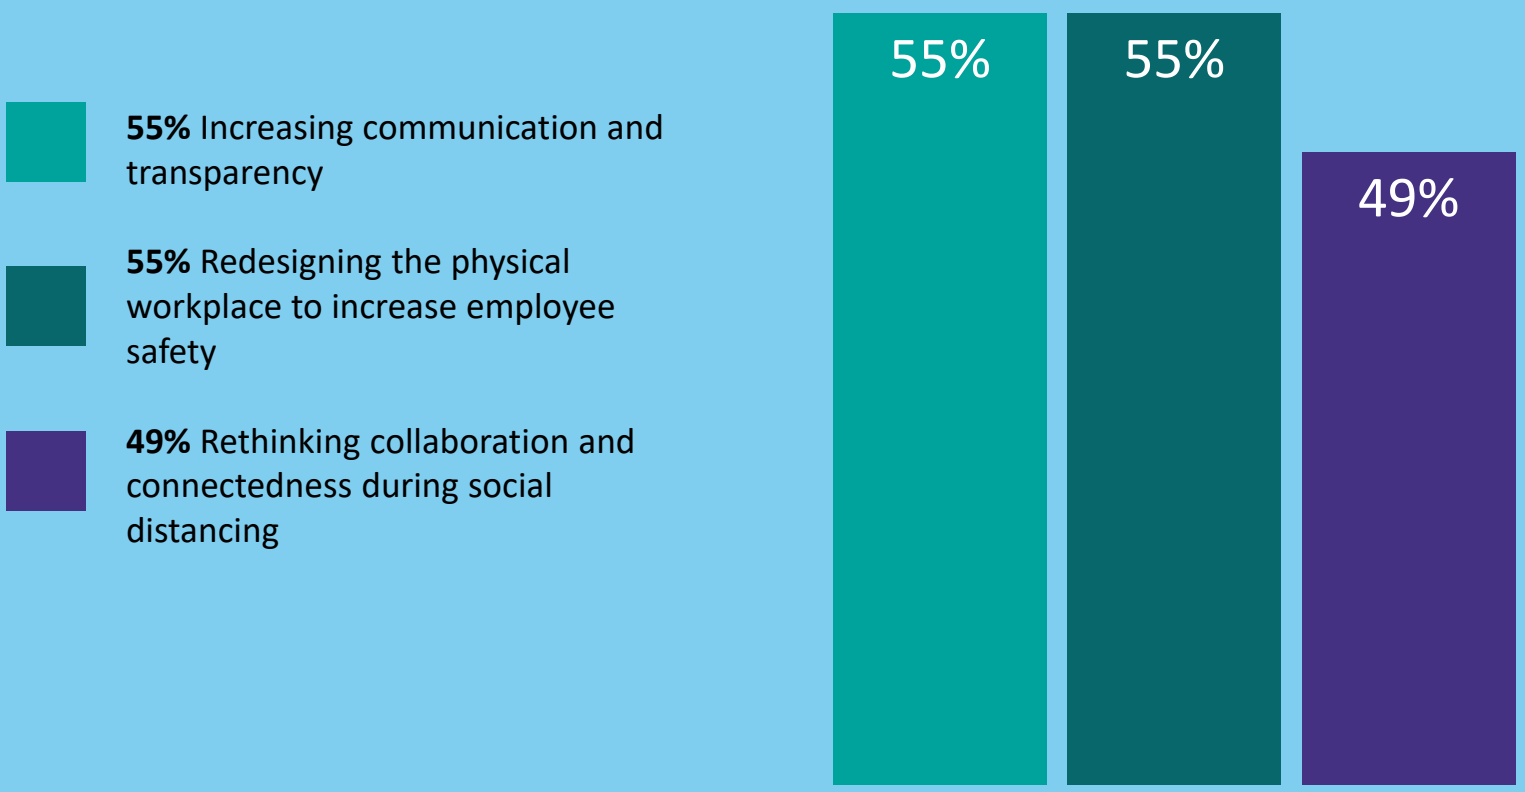 55% Increasing communication and
transparency
55% Redesigning the physical
workplace to increase employee
safety
49% Rethinking collaboration and
connectedness during social
distancing
55%
55%
49%